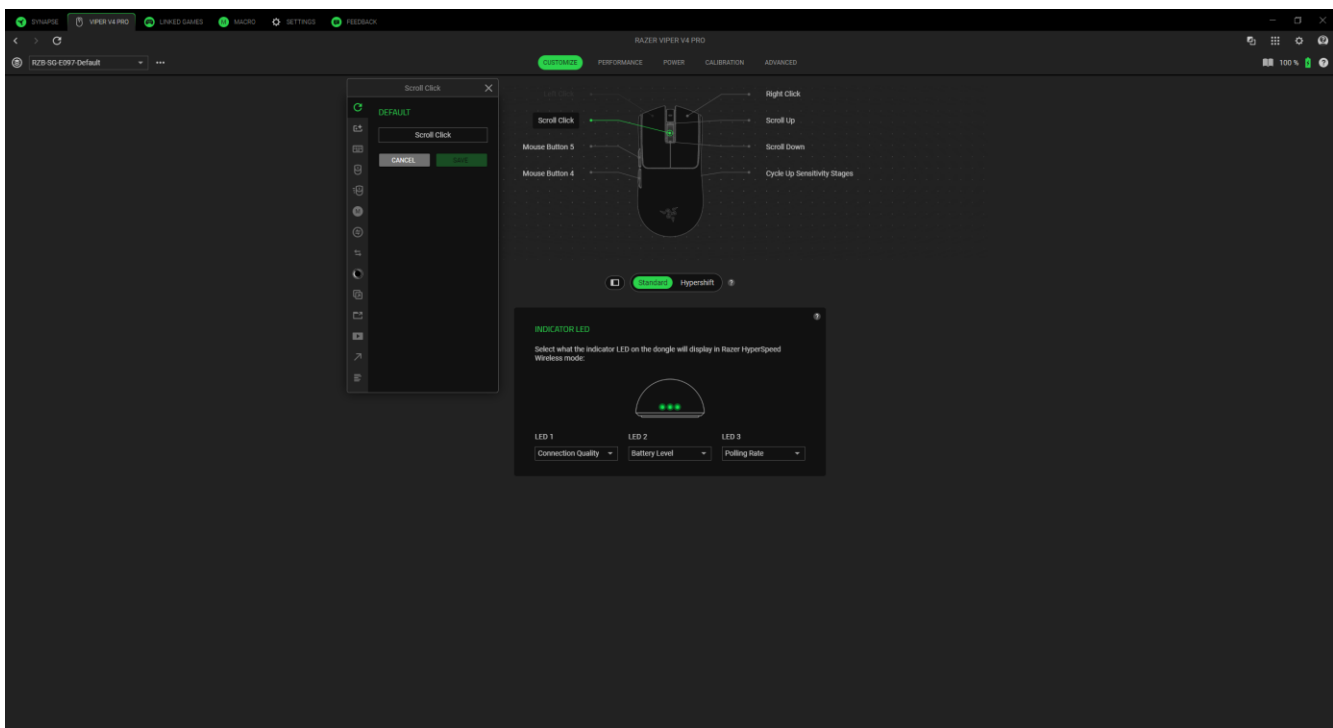 SYNAPSE VIPER V4 PRO LINKED GAMES MACRO SETTINGS FEEDBACK
RAZER VIPER V4 PRO
RZB-SG-E097-Default
CUSTOMIZE PERFORMANCE POWER CALIBRATION ADVANCED
100 %
Scroll Click
DEFAULT
Scroll Click
CANCEL SAVE
Left Click
Right Click
Scroll Click
Scroll Up
Mouse Button 5
Scroll Down
Mouse Button 4
Cycle Up Sensitivity Stages
Standard Hypershift
INDICATOR LED
Select what the indicator LED on the dongle will display in Razer HyperSpeed
Wireless mode:
LED 1 LED 2 LED 3
Connection Quality Battery Level Polling Rate